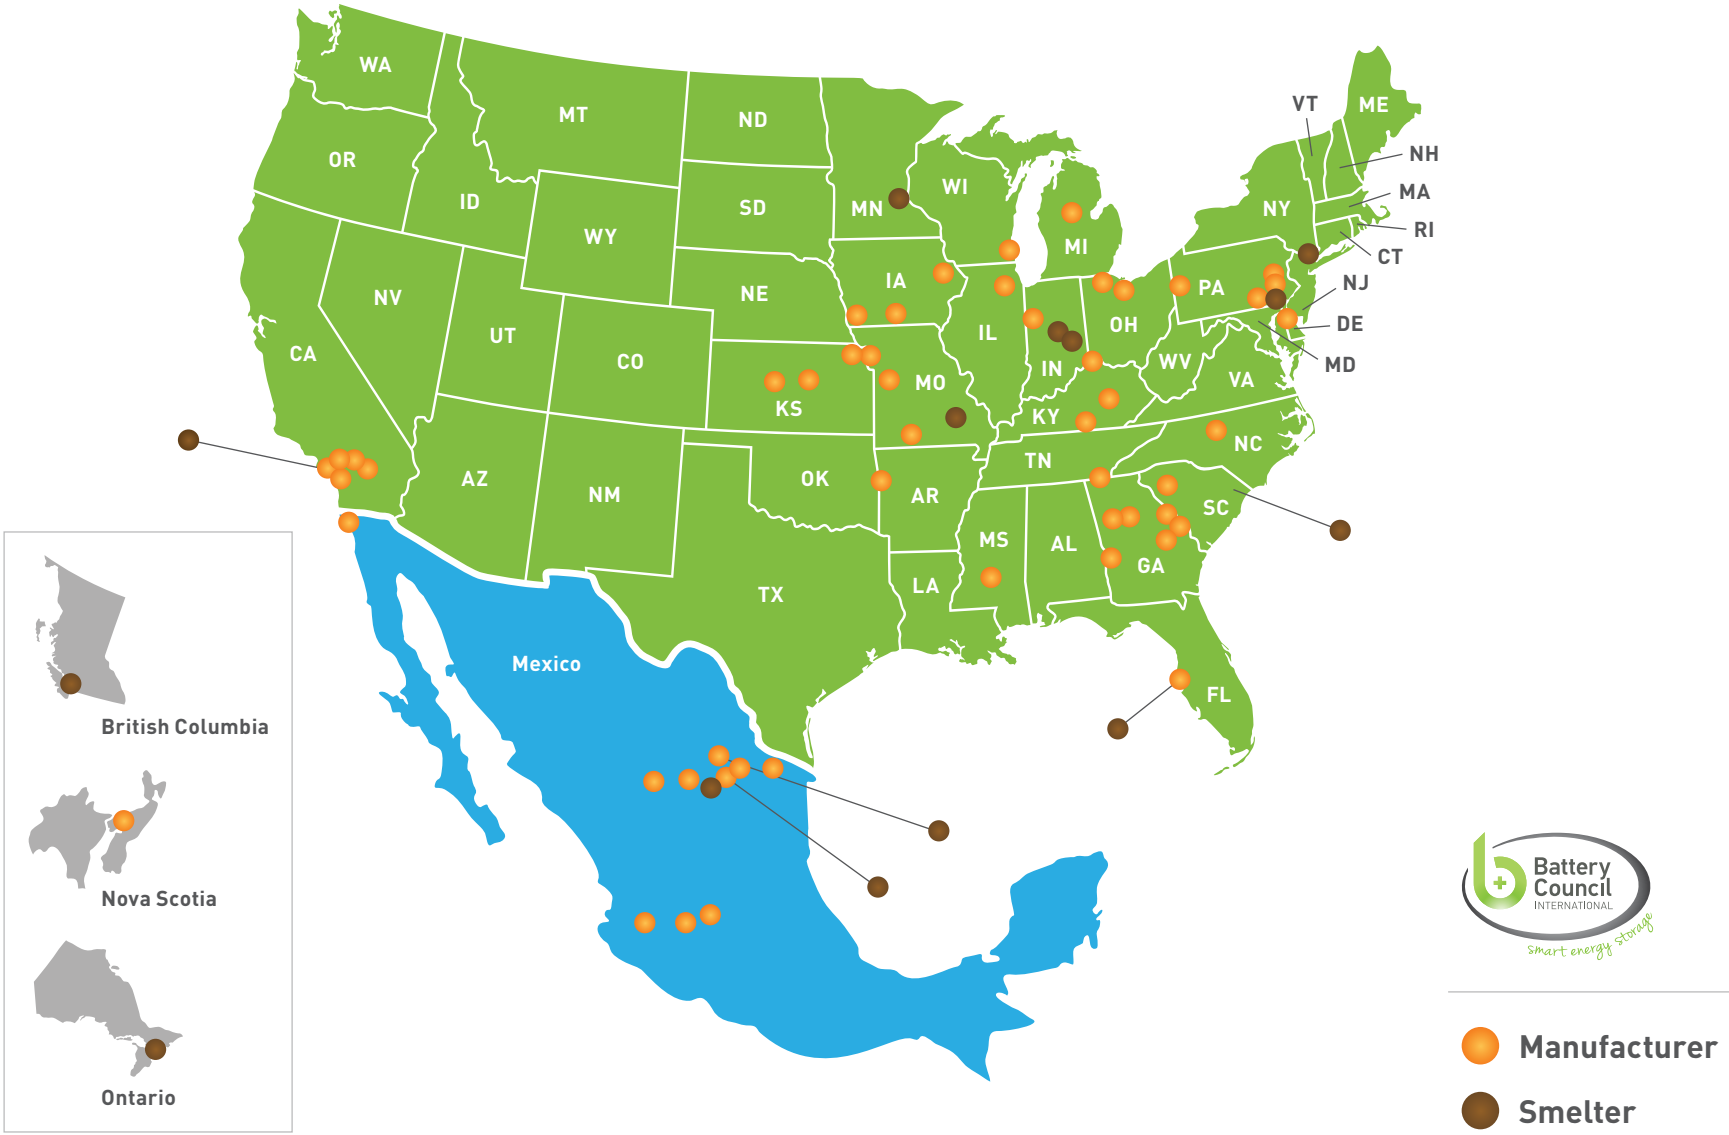 WA
OR
CA
NV
ID
MT
WY
UT
AZ
CO
NM
ND
SD
NE
KS
OK
TX
MN
IA
MO
AR
LA
WI
IL
MS
MI
IN
KY
TN
AL
OH
WV
GA
FL
SC
NC
VA
PA
NY
VT
ME
NH
MA
RI
CT
NJ
DE
MD
Mexico
British Columbia
Nova Scotia
Ontario
Battery
Council
INTERNATIONAL
smart energy storage
Manufacturer
Smelter